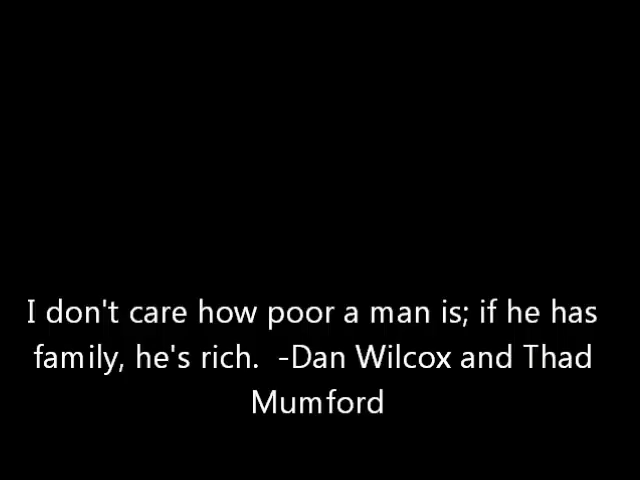 I don't care how poor a man is; if he has
family, he's rich.  -Dan Wilcox and Thad
Mumford